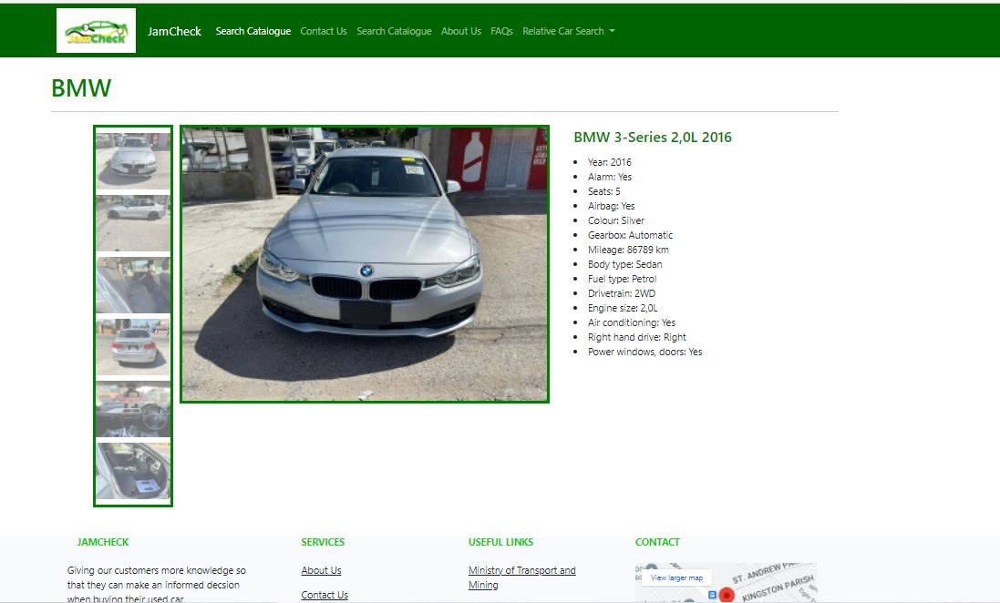 JamCheck
JamCheck Search Catalogue Contact Us Search Catalogue About Us FAQs Relative Car Search
BMW
BMW 3-Series 2,0L 2016
Year: 2016
Alarm: Yes
Seats: 5
Airbag: Yes
Colour: Silver
Gearbox: Automatic
Mileage: 86789 km
Body type: Sedan
Fuel type: Petrol
Drivetrain: 2WD
Engine size: 2,0L
Air conditioning: Yes
Right hand drive: Right
Power windows, doors: Yes
JAMCHECK
Giving our customers more knowledge so
that they can make an informed decsion
when buying their used car.
SERVICES
About Us
Contact Us
USEFUL LINKS
Ministry of Transport and
Mining
CONTACT
View larger map
ST. ANDREW PARISH
KINGSTON PARISH